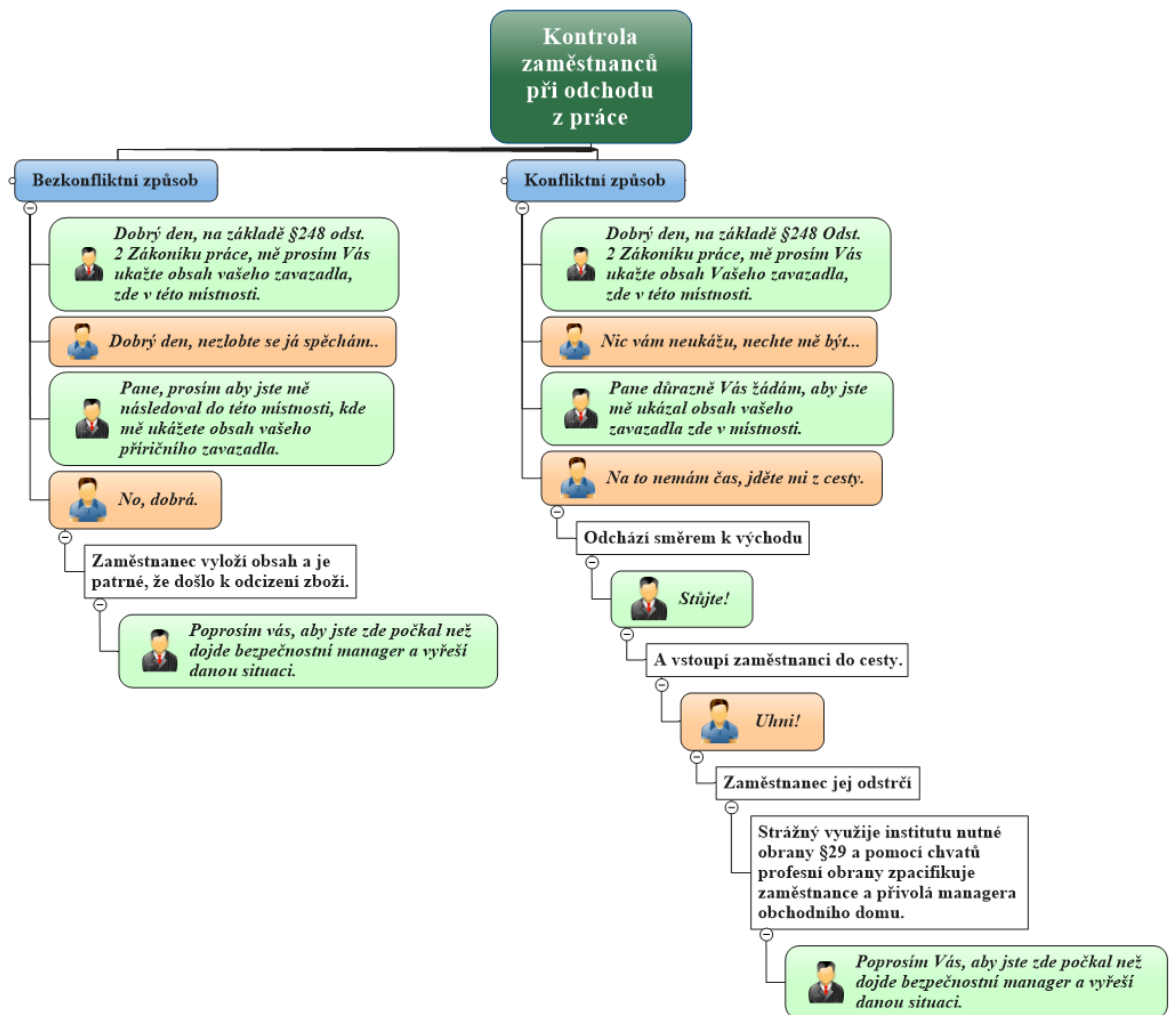 Kontrola
zaměstnanců
při odchodu
z práce
Bezkonfliktní způsob
Dobrý den, na základě §248 odst.
2 Zákoníku práce, mě prosím Vás
ukažte obsah vašeho zavazadla,
zde v této místnosti.
Dobrý den, nezlobte se já spěchám..
Pane, prosím aby jste mě
následoval do této místnosti, kde
mě ukážete obsah vašeho
příričního zavazadla.
No, dobrá.
Zaměstnanec vyloží obsah a je
patrné, že došlo k odcizení zboží.
Poprosím vás, aby jste zde počkal než
dojde bezpečnostní manager a vyřeší
danou situaci.
Konfliktní způsob
Dobrý den, na základě §248 Odst.
2 Zákoníku práce, mě prosím Vás
ukažte obsah Vašeho zavazadla,
zde v této místnosti.
Nic vám neukážu, nechte mě být...
Pane důrazně Vás žádám, aby jste
mě ukázal obsah vašeho
zavazadla zde v místnosti.
Na to nemám čas, jděte mi z cesty.
Odchází směrem k východu
Stůjte!
A vstoupí zaměstnanci do cesty.
Uhni!
Zaměstnanec jej odstrčí
Strážný využije institutu nutné
obrany §29 a pomocí chvatů
profesní obrany zpacifikuje
zaměstnance a přivolá managera
obchodního domu.
Poprosím Vás, aby jste zde počkal než
dojde bezpečnostní manager a vyřeší
danou situaci.